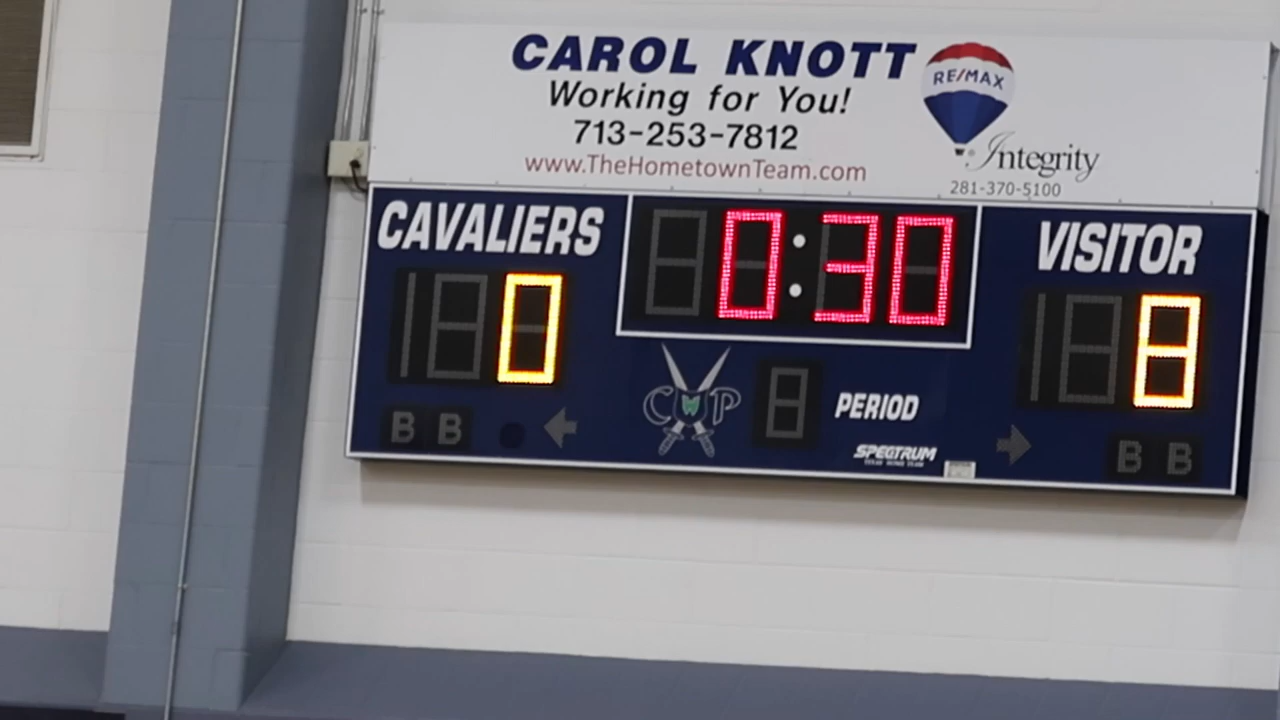 CAROL KNOTT
Working for You!
713-253-7812
www.TheHometownTeam.com
RE/MAX
Integrity
281-370-5100
CAVALIERS
0:30
VISITOR
0
8
CP
PERIOD
B B
B B
SPECTRUM